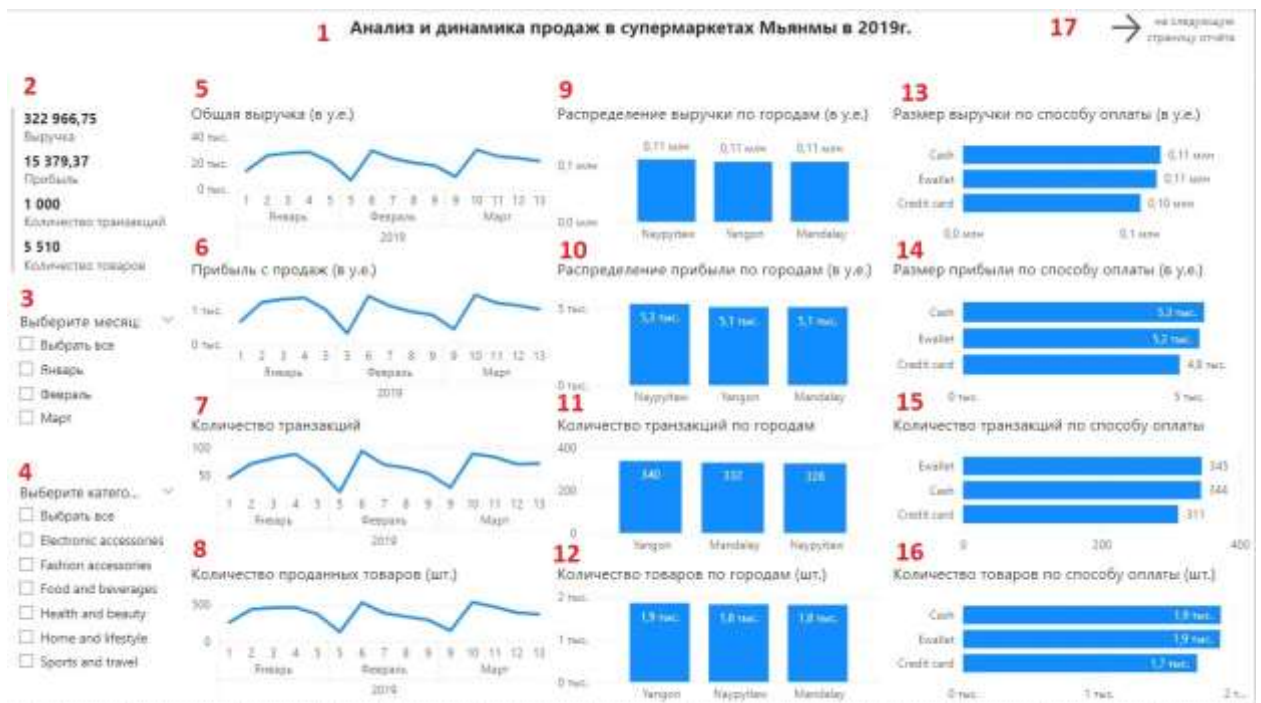 1 Анализ и динамика продаж в супермаркетах Мьянмы в 2019г.
17
на следующую
страницу отчёта
2
322 966,75
Выручка
15 379,37
Прибыль
1 000
Количество транзакций
5 510
Количество товаров
3
Выберите месяц:
Выбрать все
Январь
Февраль
Март
4
Выберите катего...
Выбрать все
Electronic accessories
Fashion accessories
Food and beverages
Health and beauty
Home and lifestyle
Sports and travel
5
Общая выручка (в у.е.)
40 тыс.
20 тыс.
0 тыс.
1 2 3 4 5 5 6 7 8 9 9 10 11 12 13
Январь Февраль Март
2019
6
Прибыль с продаж (в у.е.)
1 тыс.
0 тыс.
1 2 3 4 5 5 6 7 8 9 9 10 11 12 13
Январь Февраль Март
2019
7
Количество транзакций
100
50
1 2 3 4 5 5 6 7 8 9 9 10 11 12 13
Январь Февраль Март
2019
8
Количество проданных товаров (шт.)
500
0
1 2 3 4 5 5 6 7 8 9 9 10 11 12 13
Январь Февраль Март
2019
9
Распределение выручки по городам (в у.е.)
0,11 млн 0,11 млн 0,11 млн
0,1 млн
0,0 млн
Naypyitaw Yangon Mandalay
10
Распределение прибыли по городам (в у.е.)
5 тыс.
5,3 тыс. 5,1 тыс. 5,1 тыс.
0 тыс.
Naypyitaw Yangon Mandalay
11
Количество транзакций по городам
400
340 332 328
200
0
Yangon Mandalay Naypyitaw
12
Количество товаров по городам (шт.)
2 тыс.
1,9 тыс. 1,8 тыс. 1,8 тыс.
1 тыс.
0 тыс.
Yangon Naypyitaw Mandalay
13
Размер выручки по способу оплаты (в у.е.)
Cash 0,11 млн
Ewallet 0,11 млн
Credit card 0,10 млн
0,0 млн 0,1 млн
14
Размер прибыли по способу оплаты (в у.е.)
Cash 5,3 тыс.
Ewallet 5,2 тыс.
Credit card 4,8 тыс.
0 тыс. 5 тыс.
15
Количество транзакций по способу оплаты
Ewallet 345
Cash 344
Credit card 311
0 200 400
16
Количество товаров по способу оплаты (шт.)
Cash 1,9 тыс.
Ewallet 1,9 тыс.
Credit card 1,7 тыс.
0 тыс. 1 тыс. 2 т...